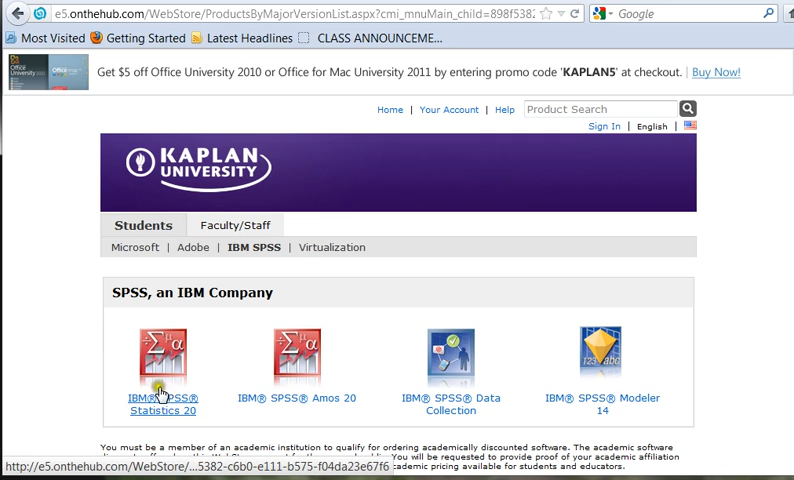 e5.onthehub.com/WebStore/ProductsByMajorVersionList.aspx?cmi_mnuMain_child=898f5382
Google
Most Visited
Getting Started
Latest Headlines
CLASS ANNOUNCEME...
Get $5 off Office University 2010 or Office for Mac University 2011 by entering promo code 'KAPLAN5' at checkout. | Buy Now!
Home | Your Account | Help
Product Search
Sign In | English |
KAPLAN
UNIVERSITY
Students
Faculty/Staff
Microsoft | Adobe | IBM SPSS | Virtualization
SPSS, an IBM Company
Σμα
Σμα
123 abc
IBM® SPSS®
Statistics 20
IBM® SPSS® Amos 20
IBM® SPSS® Data
Collection
IBM® SPSS® Modeler
14
You must be a member of an academic institution to qualify for ordering academically discounted software. The academic software
http://e5.onthehub.com/WebStore/...5382-c6b0-e111-b575-f04da23e67f6
cademic pricing available for students and educators.